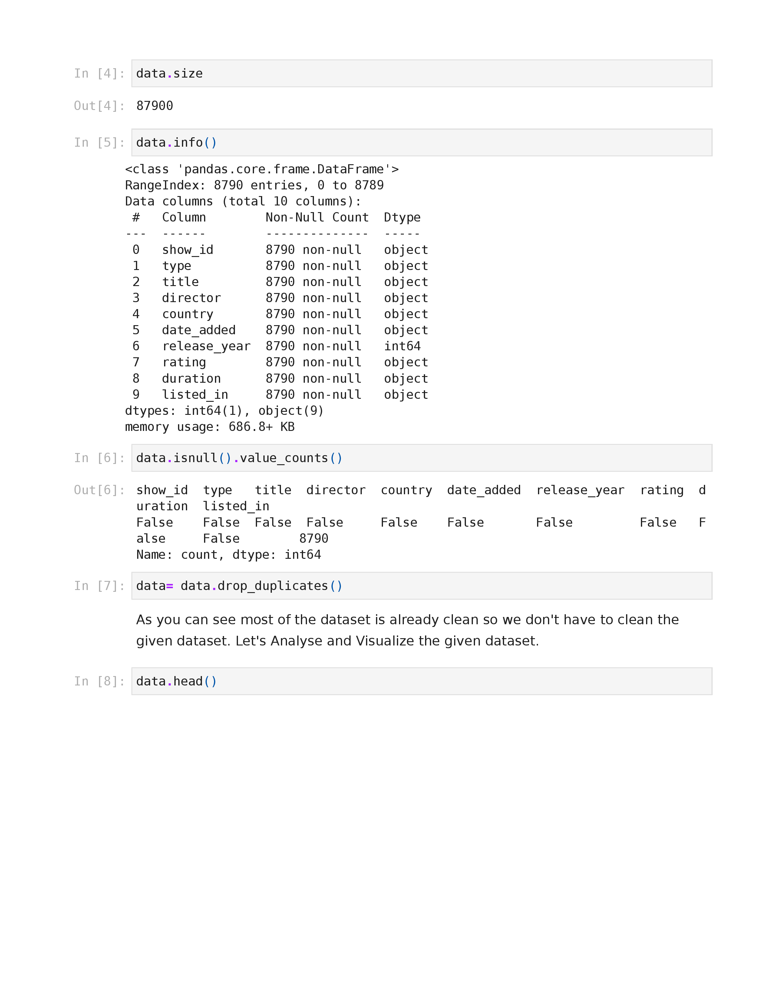 In [4]: data.size
Out[4]: 87900
In [5]: data.info()
<class 'pandas.core.frame.DataFrame'>
RangeIndex: 8790 entries, 0 to 8789
Data columns (total 10 columns):
 #   Column        Non-Null Count  Dtype
---  ------        --------------  -----
 0   show_id       8790 non-null   object
 1   type          8790 non-null   object
 2   title         8790 non-null   object
 3   director      8790 non-null   object
 4   country       8790 non-null   object
 5   date_added    8790 non-null   object
 6   release_year  8790 non-null   int64
 7   rating        8790 non-null   object
 8   duration      8790 non-null   object
 9   listed_in     8790 non-null   object
dtypes: int64(1), object(9)
memory usage: 686.8+ KB
In [6]: data.isnull().value_counts()
Out[6]: show_id  type   title  director  country  date_added  release_year  rating  d
uration  listed_in
False    False  False  False     False    False       False         False   F
alse     False        8790
Name: count, dtype: int64
In [7]: data= data.drop_duplicates()
As you can see most of the dataset is already clean so we don't have to clean the
given dataset. Let's Analyse and Visualize the given dataset.
In [8]: data.head()